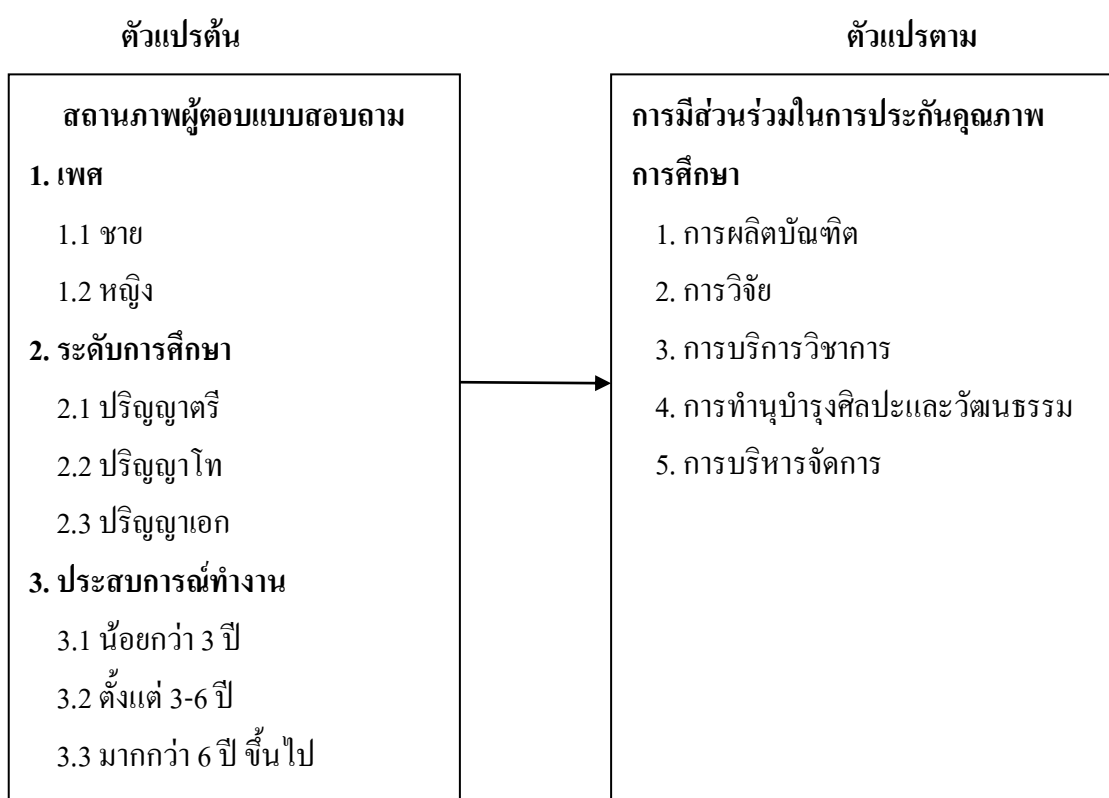 ตัวแปรต้น
ตัวแปรตาม
สถานภาพผู้ตอบแบบสอบถาม
1. เพศ
1.1 ชาย
1.2 หญิง
2. ระดับการศึกษา
2.1 ปริญญาตรี
2.2 ปริญญาโท
2.3 ปริญญาเอก
3. ประสบการณ์ทำงาน
3.1 น้อยกว่า 3 ปี
3.2 ตั้งแต่ 3-6 ปี
3.3 มากกว่า 6 ปี ขึ้นไป
การมีส่วนร่วมในการประกันคุณภาพ
การศึกษา
1. การผลิตบัณฑิต
2. การวิจัย
3. การบริการวิชาการ
4. การทำนุบำรุงศิลปะและวัฒนธรรม
5. การบริหารจัดการ